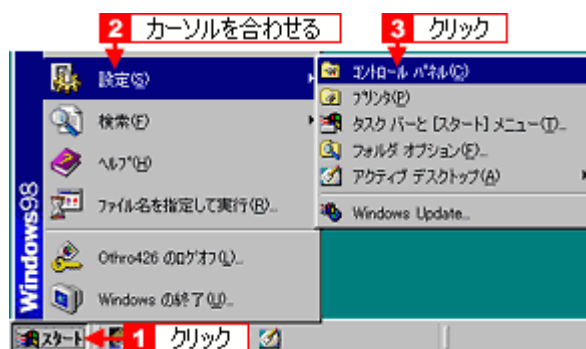 2 カーソルを合わせる
3 クリック
設定(S)
検索(F)
ヘルプ(H)
ファイル名を指定して実行(R)...
Othro426 のログオフ(L)...
Windows の終了(U)...
Windows98
コントロール パネル(C)
プリンタ(P)
タスク バーと [スタート] メニュー(T)...
フォルダ オプション(F)...
アクティブ デスクトップ(A)
Windows Update...
スタート
1 クリック